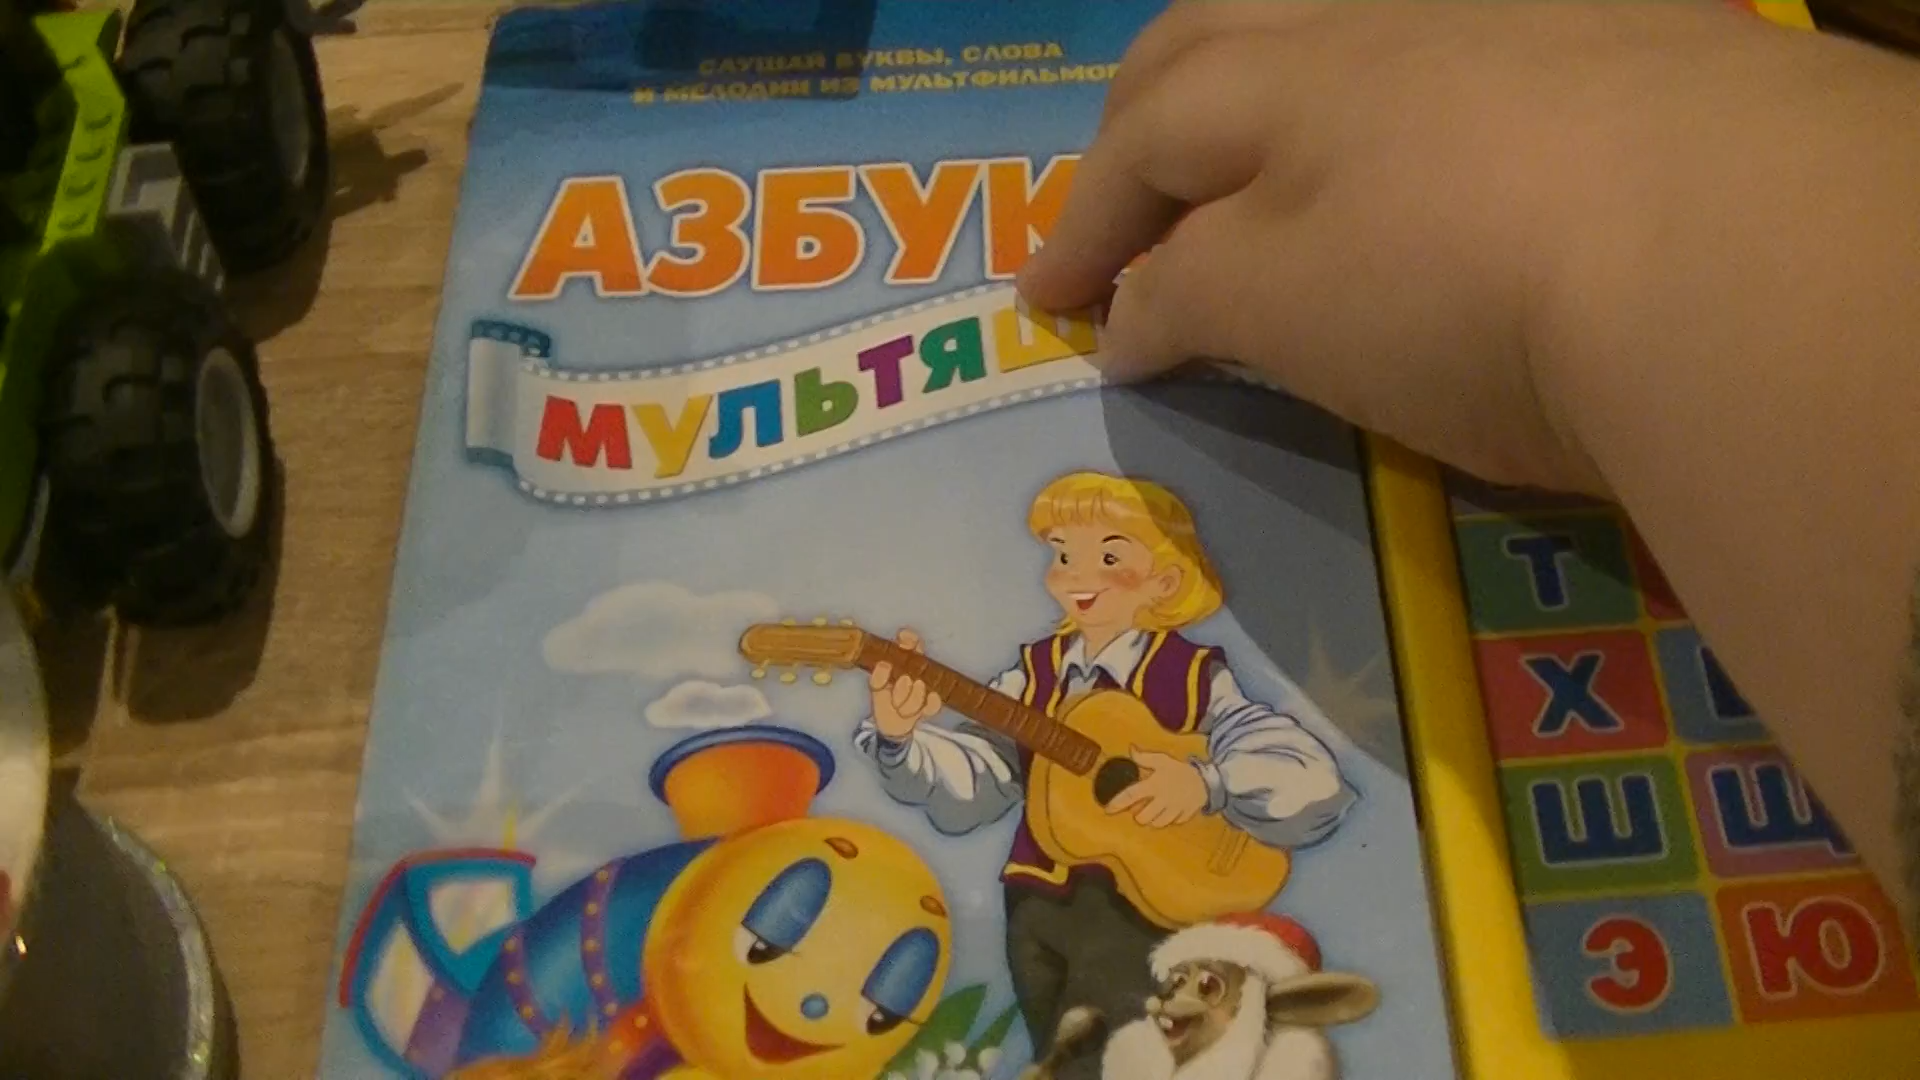 СЛУШАЙ БУКВЫ, СЛОВА
И МЕЛОДИИ ИЗ МУЛЬТФИЛЬМОВ
АЗБУК
МУЛЬТЯШ
Т
Х
Ш Щ
Э Ю